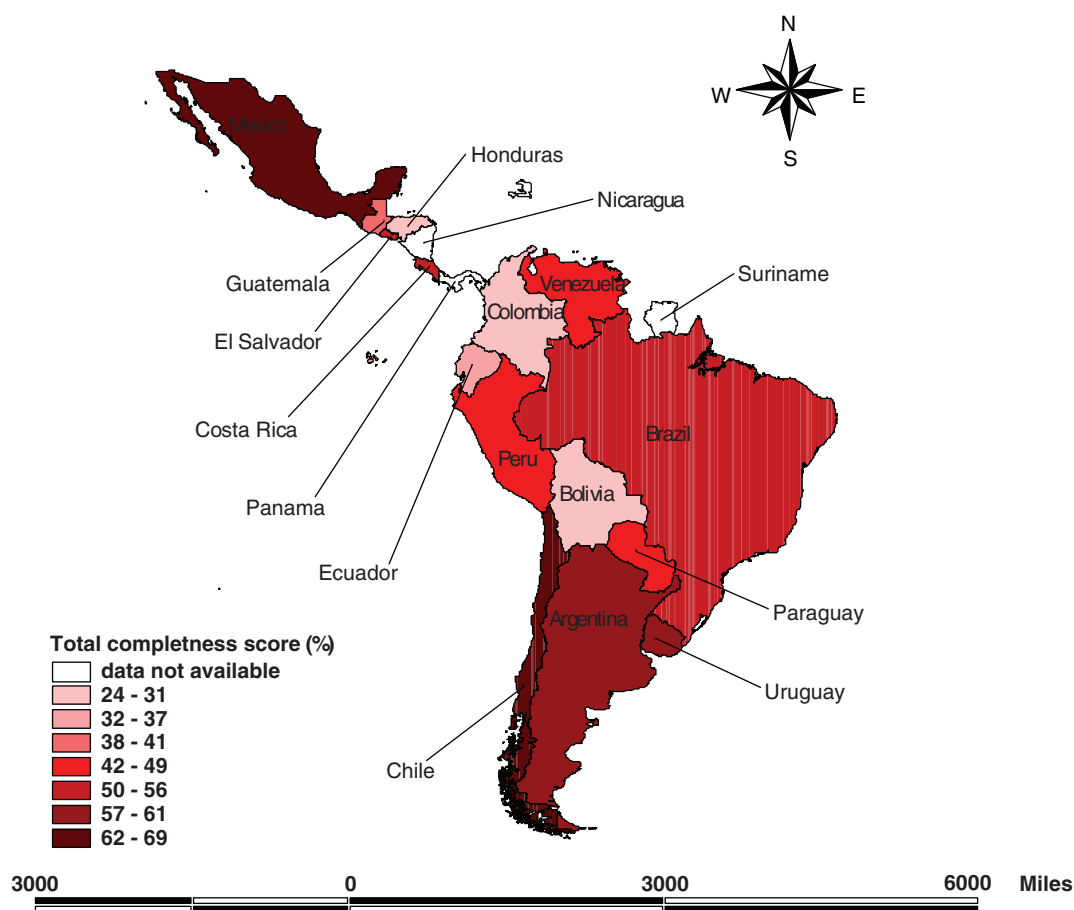 N
W
E
S
Mexico
Honduras
Nicaragua
Guatemala
Venezuela
Suriname
Colombia
El Salvador
Costa Rica
Brazil
Peru
Panama
Bolivia
Ecuador
Paraguay
Argentina
Uruguay
Chile
Total completness score (%)
data not available
24 - 31
32 - 37
38 - 41
42 - 49
50 - 56
57 - 61
62 - 69
3000 0 3000 6000 Miles